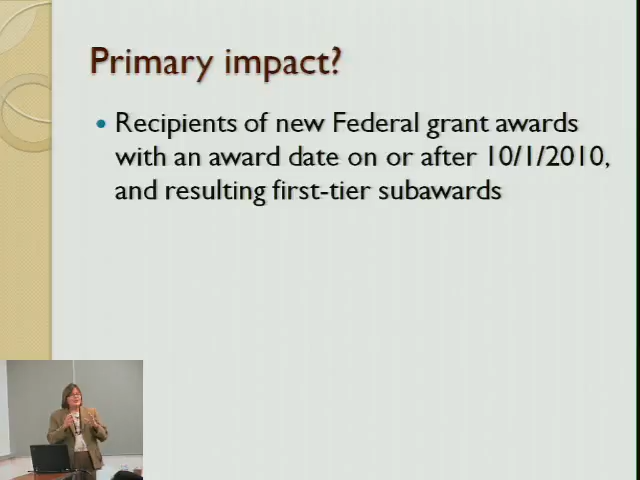 Primary impact?
Recipients of new Federal grant awards
with an award date on or after 10/1/2010,
and resulting first-tier subawards